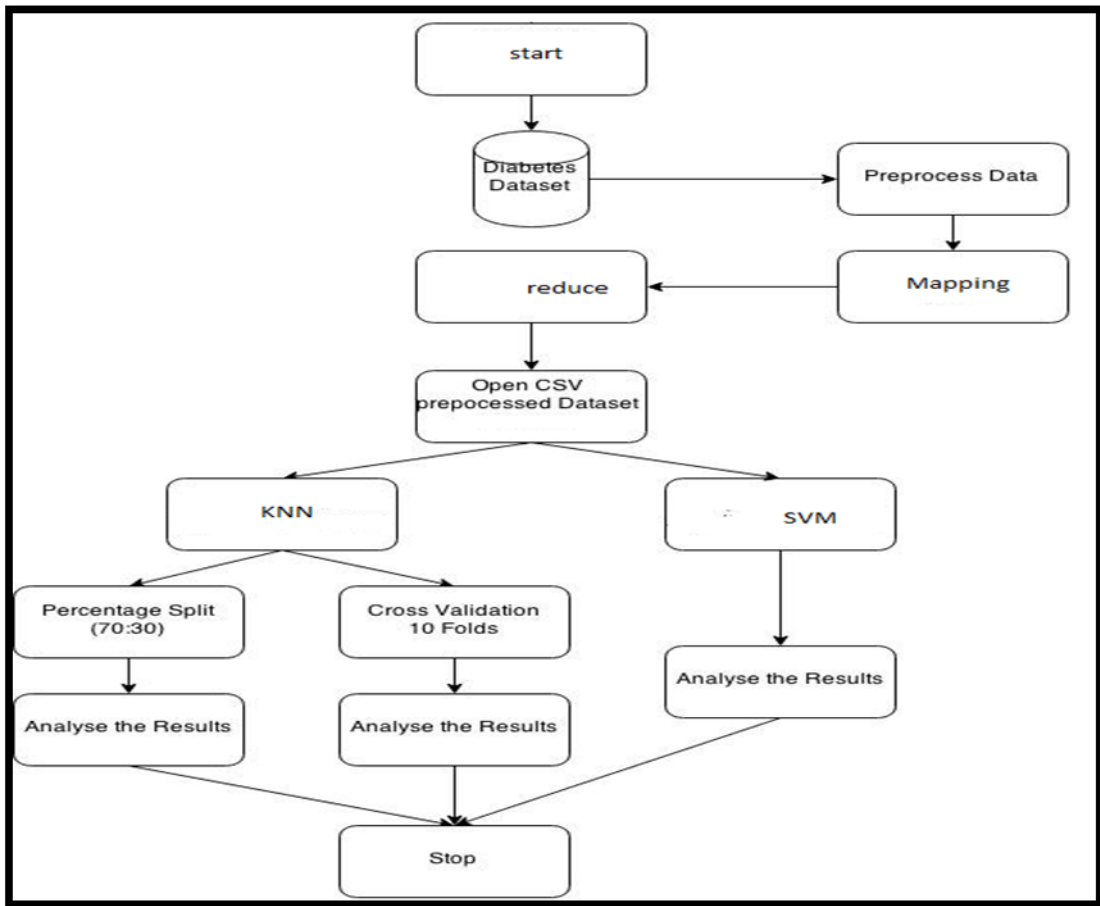 start
Diabetes
Dataset
Preprocess Data
Mapping
reduce
Open CSV
prepocessed Dataset
KNN
SVM
Percentage Split
(70:30)
Cross Validation
10 Folds
Analyse the Results
Analyse the Results
Analyse the Results
Stop